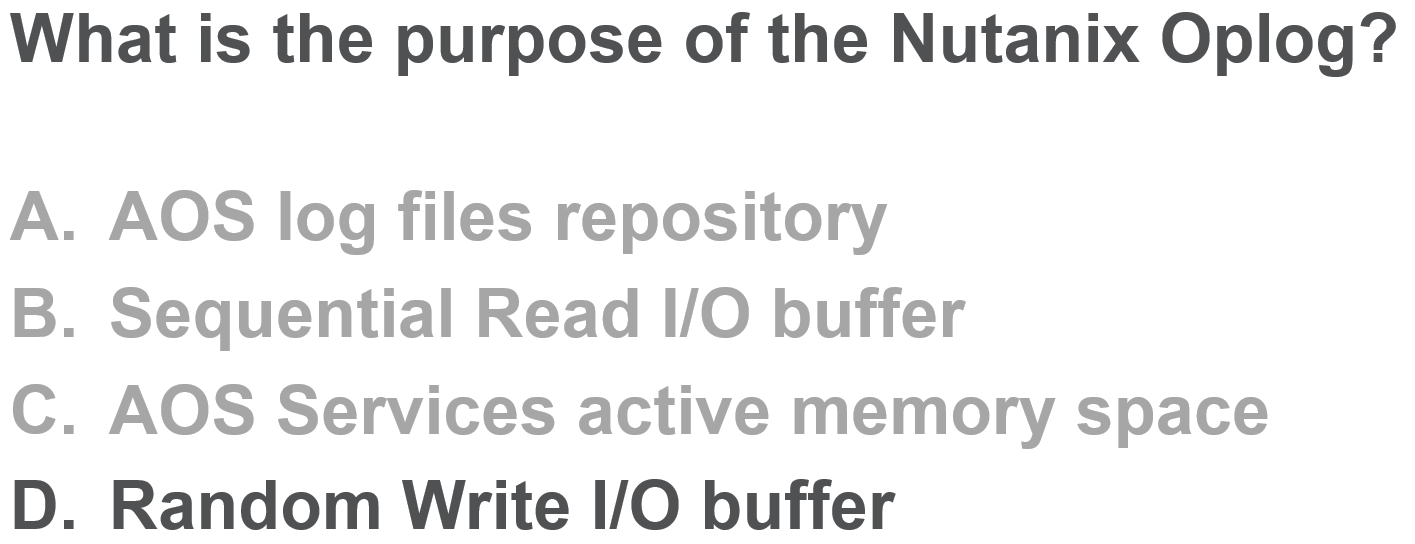 What is the purpose of the Nutanix Oplog?
A. AOS log files repository
B. Sequential Read I/O buffer
C. AOS Services active memory space
D. Random Write I/O buffer